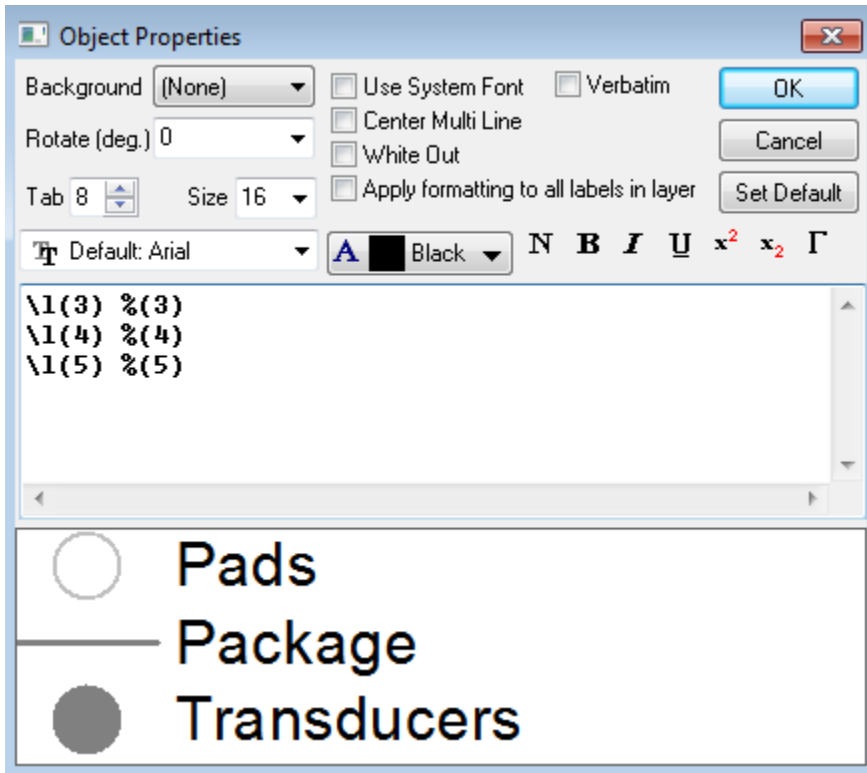 Object Properties
Background (None) Use System Font Verbatim OK
Rotate (deg.) 0 Center Multi Line Cancel
White Out
Tab 8 Size 16 Apply formatting to all labels in layer Set Default
Default: Arial A Black N B I U x² x₂ Γ
\l(3) %(3)
\l(4) %(4)
\l(5) %(5)
Pads
Package
Transducers